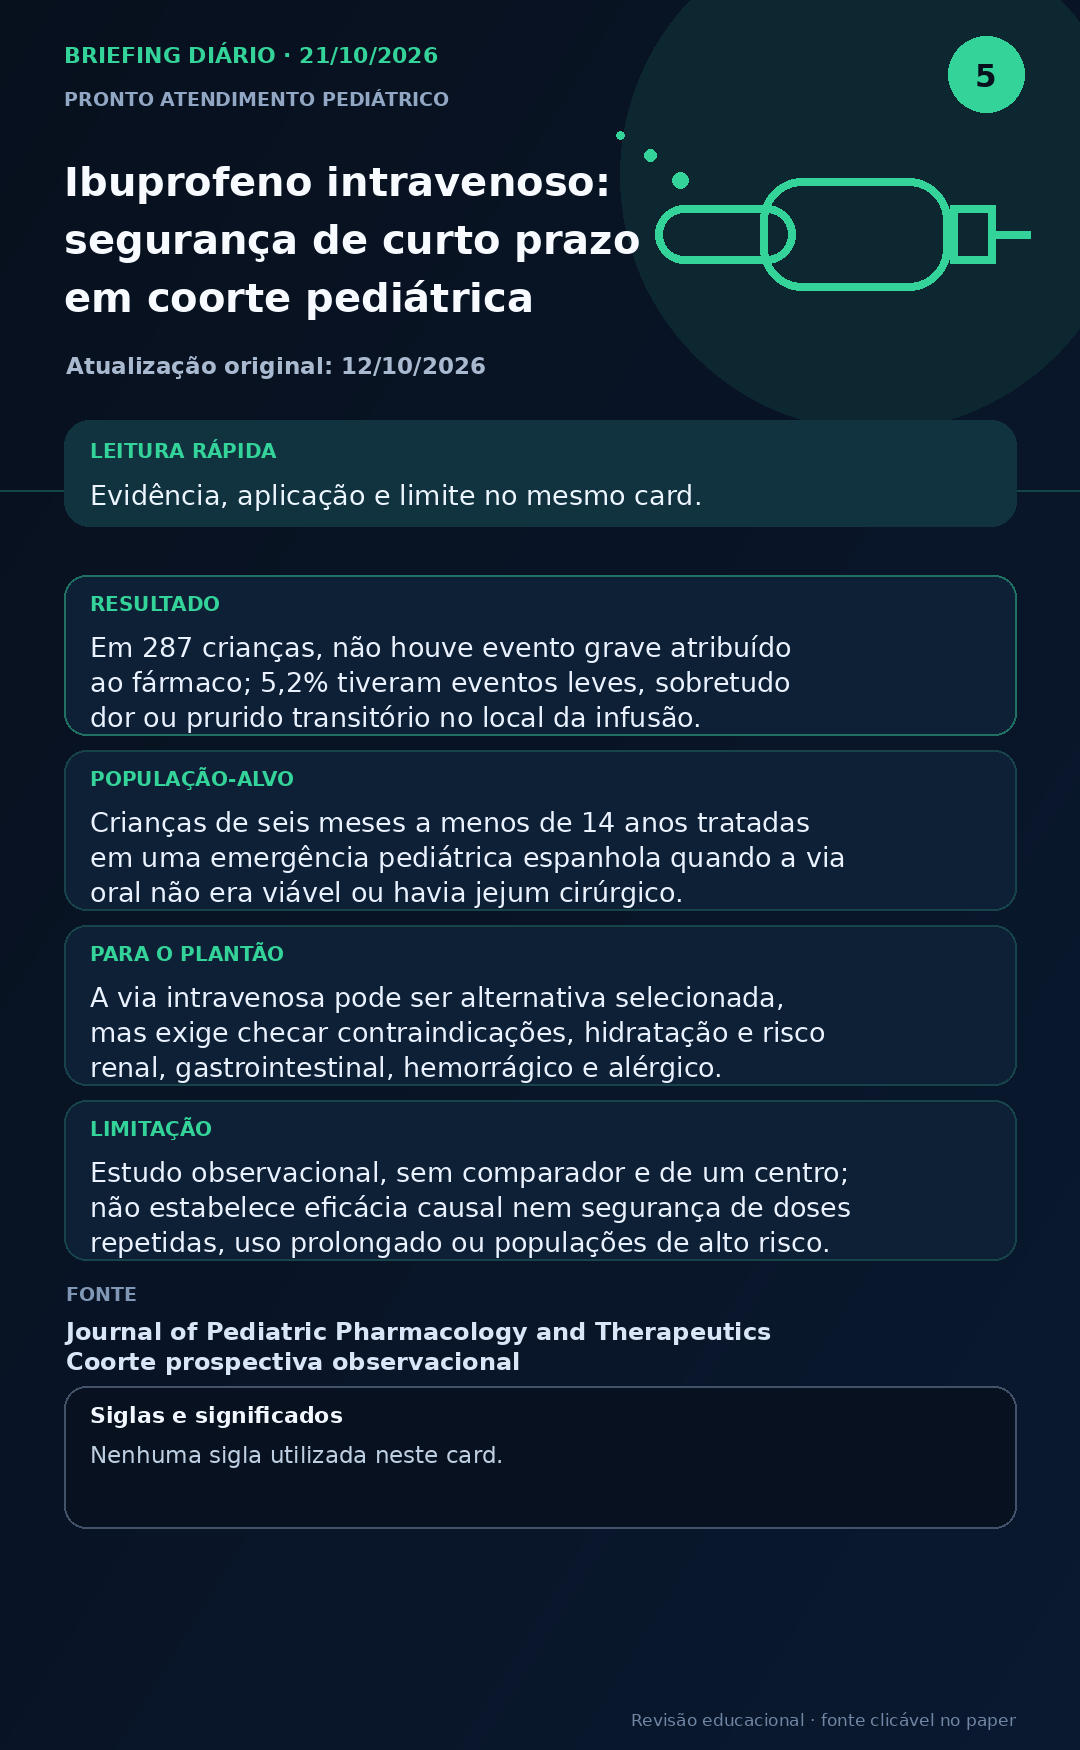 BRIEFING DIÁRIO · 21/10/2026
5
PRONTO ATENDIMENTO PEDIÁTRICO
Ibuprofeno intravenoso:
segurança de curto prazo
em coorte pediátrica
Atualização original: 12/10/2026
LEITURA RÁPIDA
Evidência, aplicação e limite no mesmo card.
RESULTADO
Em 287 crianças, não houve evento grave atribuído
ao fármaco; 5,2% tiveram eventos leves, sobretudo
dor ou prurido transitório no local da infusão.
POPULAÇÃO-ALVO
Crianças de seis meses a menos de 14 anos tratadas
em uma emergência pediátrica espanhola quando a via
oral não era viável ou havia jejum cirúrgico.
PARA O PLANTÃO
A via intravenosa pode ser alternativa selecionada,
mas exige checar contraindicações, hidratação e risco
renal, gastrointestinal, hemorrágico e alérgico.
LIMITAÇÃO
Estudo observacional, sem comparador e de um centro;
não estabelece eficácia causal nem segurança de doses
repetidas, uso prolongado ou populações de alto risco.
FONTE
Journal of Pediatric Pharmacology and Therapeutics
Coorte prospectiva observacional
Siglas e significados
Nenhuma sigla utilizada neste card.
Revisão educacional · fonte clicável no paper